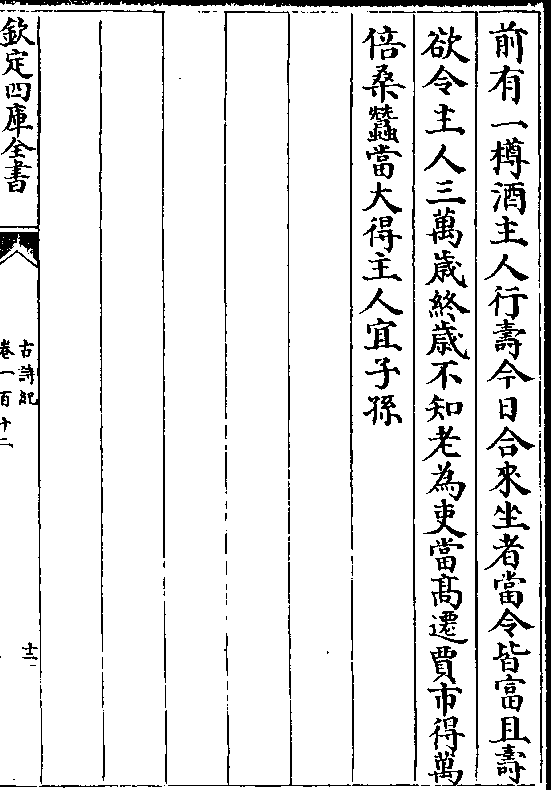 前有一樽酒主人行壽今日合來坐者當令皆富且壽
欲令主人三萬歲終歲不知老為吏當高遷賈市得萬
倍桑蠶當大得主人宜子孫
欽定四庫全書
古詩紀
卷一百十二
十三